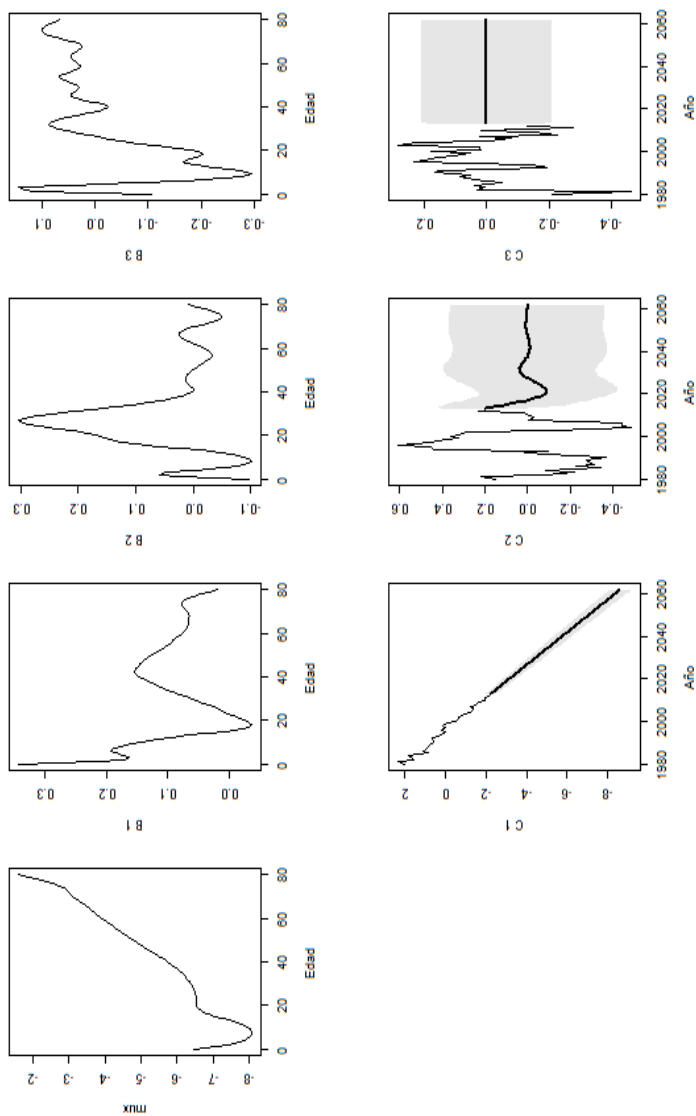 mux
-2 -3 -4 -5 -6 -7 -8
0 20 40 60 80
Edad
B 1
0.3 0.2 0.1 0.0
0 20 40 60 80
Edad
B 2
0.3 0.2 0.1 0.0 -0.1
0 20 40 60 80
Edad
B 3
0.1 0.0 -0.1 -0.2 -0.3
0 20 40 60 80
Edad
C 1
2 0 -2 -4 -6 -8
1980 2000 2020 2040 2060
Año
C 2
0.6 0.4 0.2 0.0 -0.2 -0.4
1980 2000 2020 2040 2060
Año
C 3
0.2 0.0 -0.2 -0.4
1980 2000 2020 2040 2060
Año